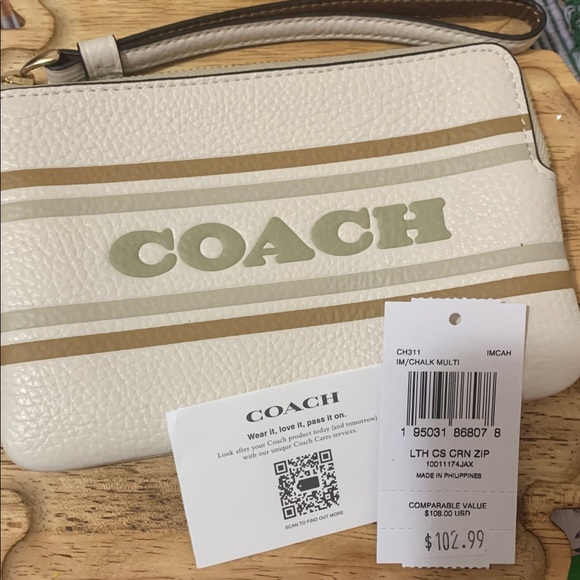 COACH
COACH
Wear it, love it, pass it on.
Look after your Coach product today (and tomorrow)
with our unique Coach Cares services.
SCAN TO FIND OUT MORE
CH311 IMCAH
IM/CHALK MULTI
1 95031 86807 8
LTH CS CRN ZIP
10011174JAX
MADE IN PHILIPPINES
COMPARABLE VALUE
$108.00 USD
$102.99